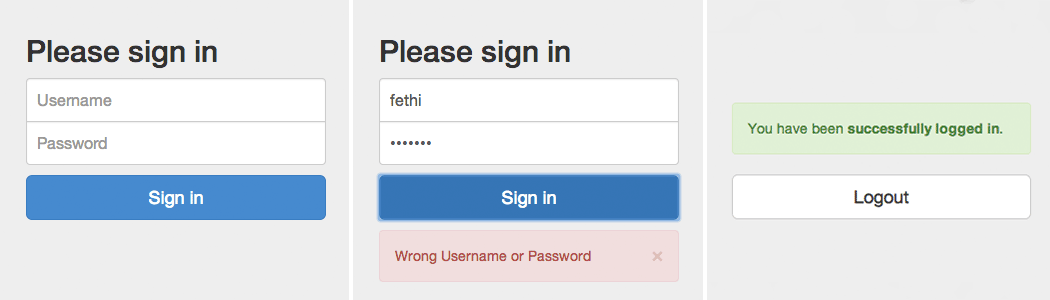 Please sign in
Username
Password
Sign in
Please sign in
fethi
•••••••
Sign in
Wrong Username or Password ×
You have been successfully logged in.
Logout